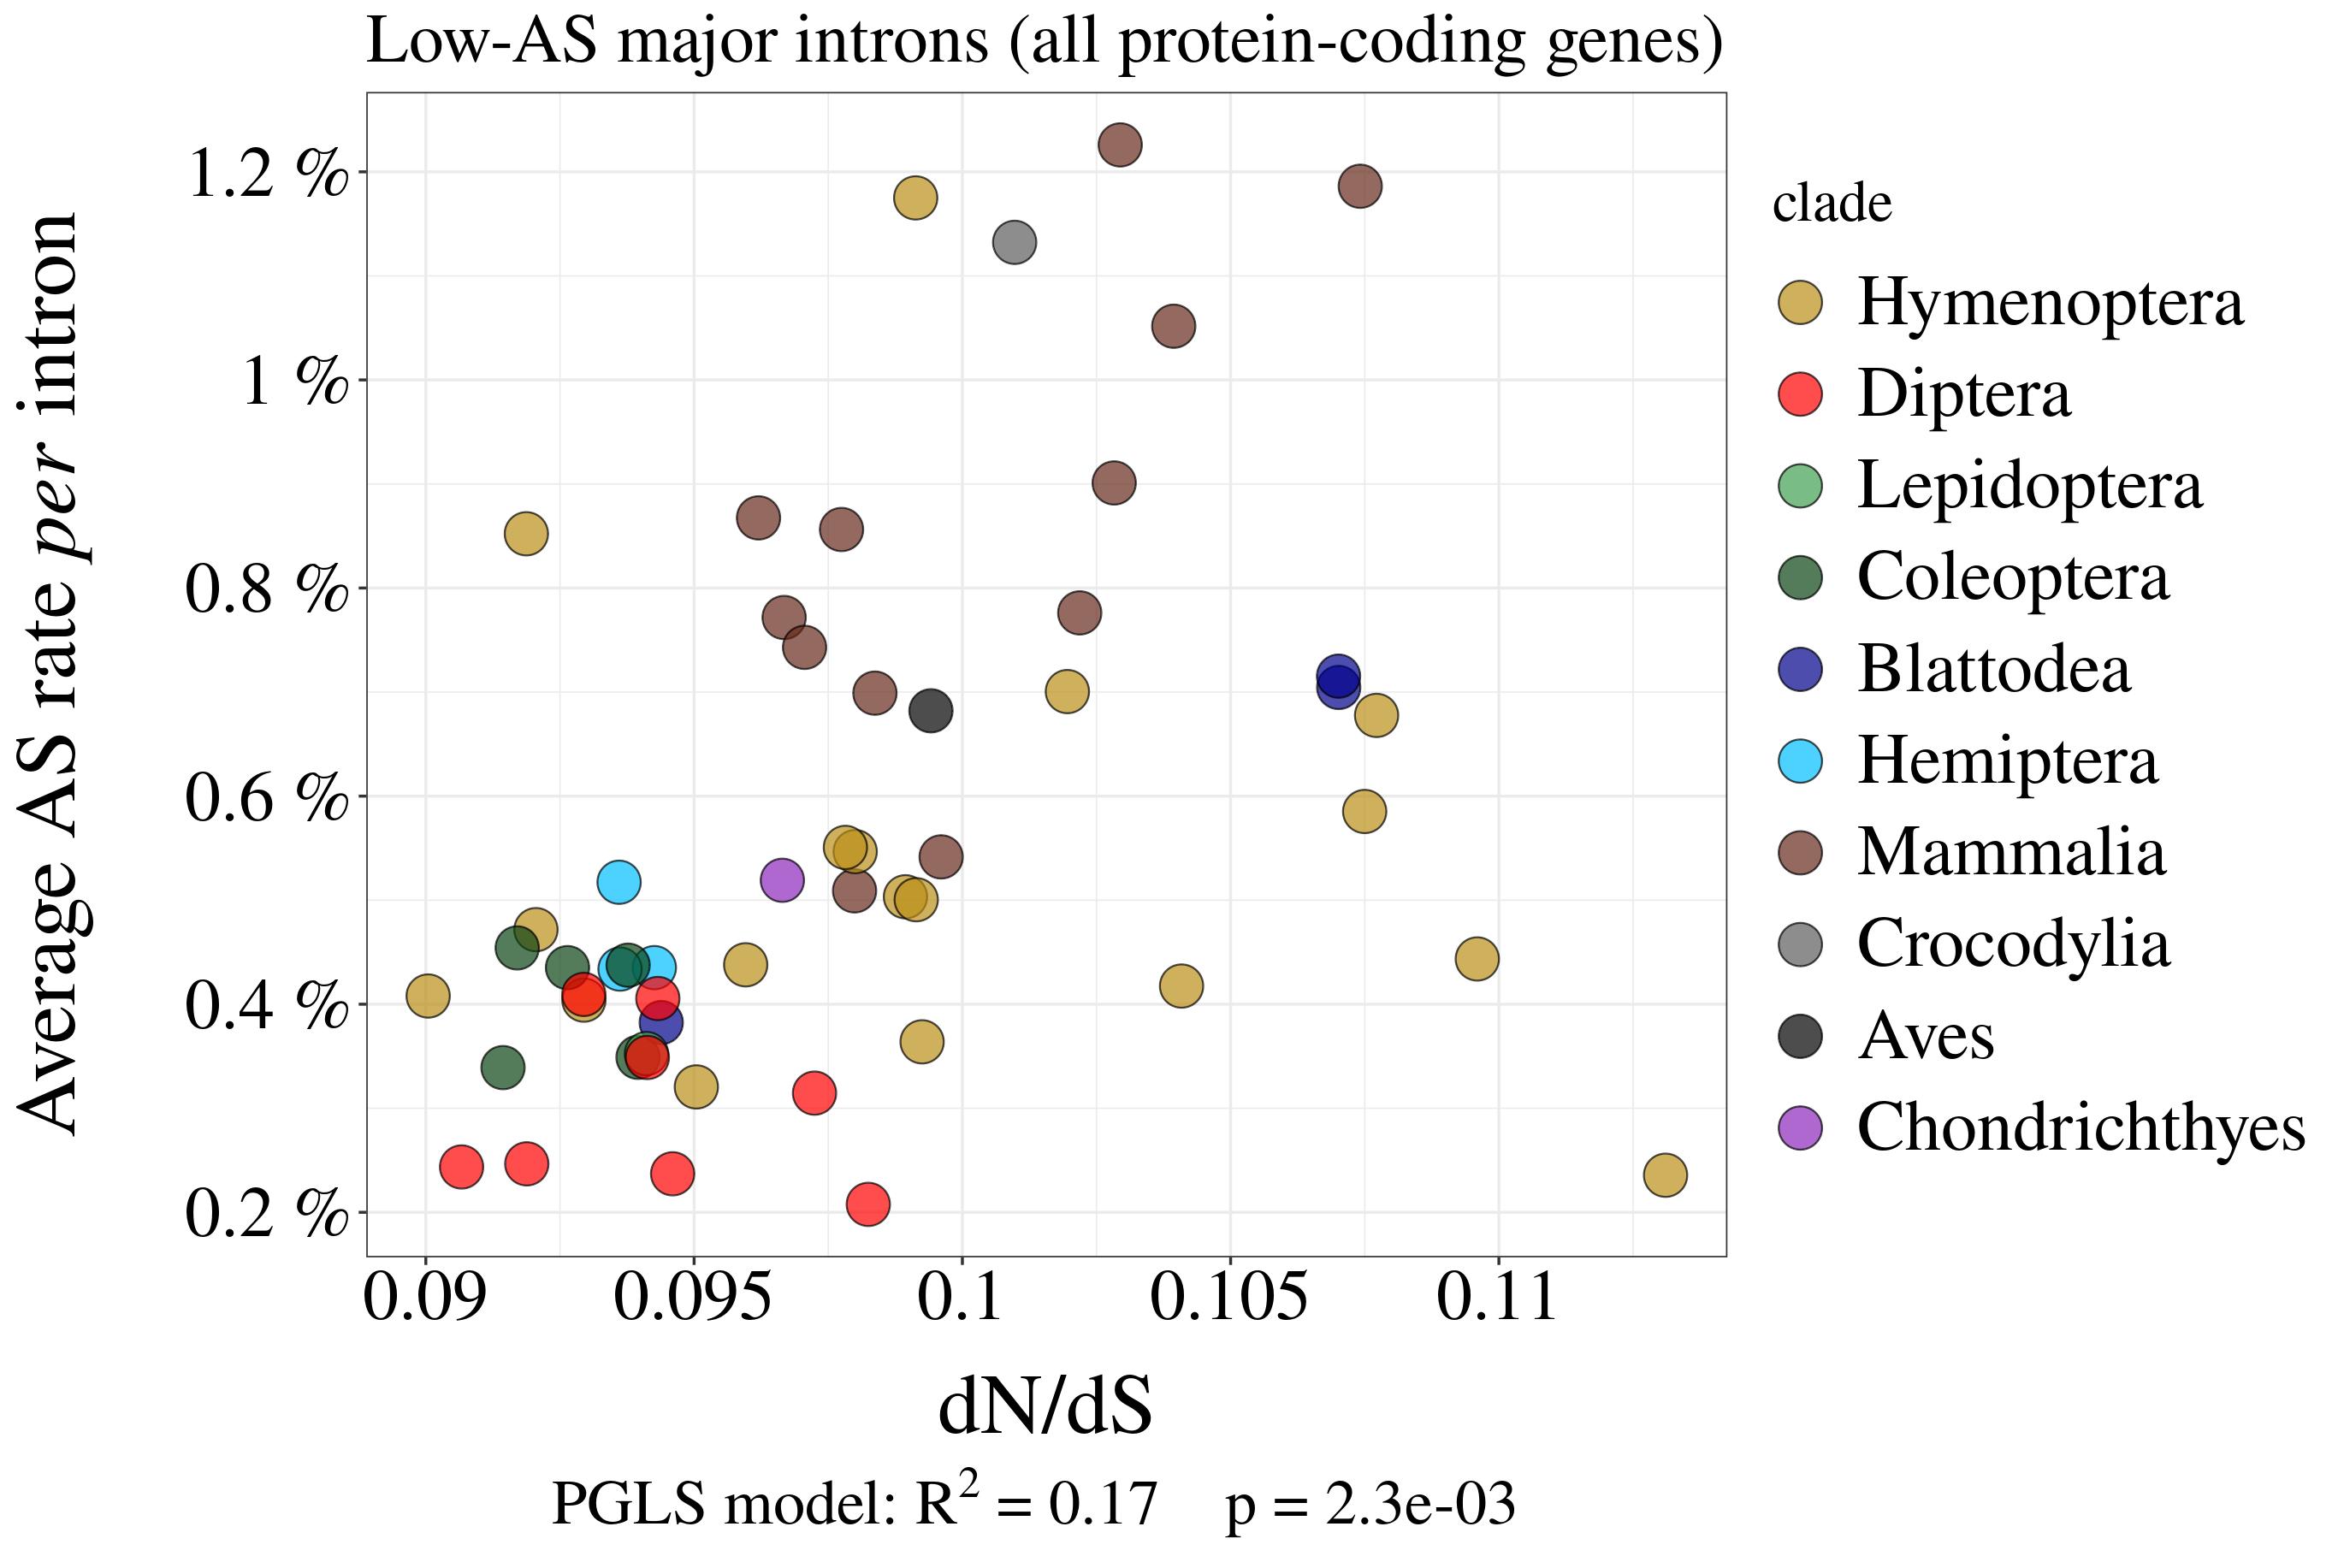 Low-AS major introns (all protein-coding genes)
Average AS rate per intron
1.2 %
1 %
0.8 %
0.6 %
0.4 %
0.2 %
0.09 0.095 0.1 0.105 0.11
dN/dS
PGLS model: R² = 0.17 p = 2.3e-03
clade
Hymenoptera
Diptera
Lepidoptera
Coleoptera
Blattodea
Hemiptera
Mammalia
Crocodylia
Aves
Chondrichthyes